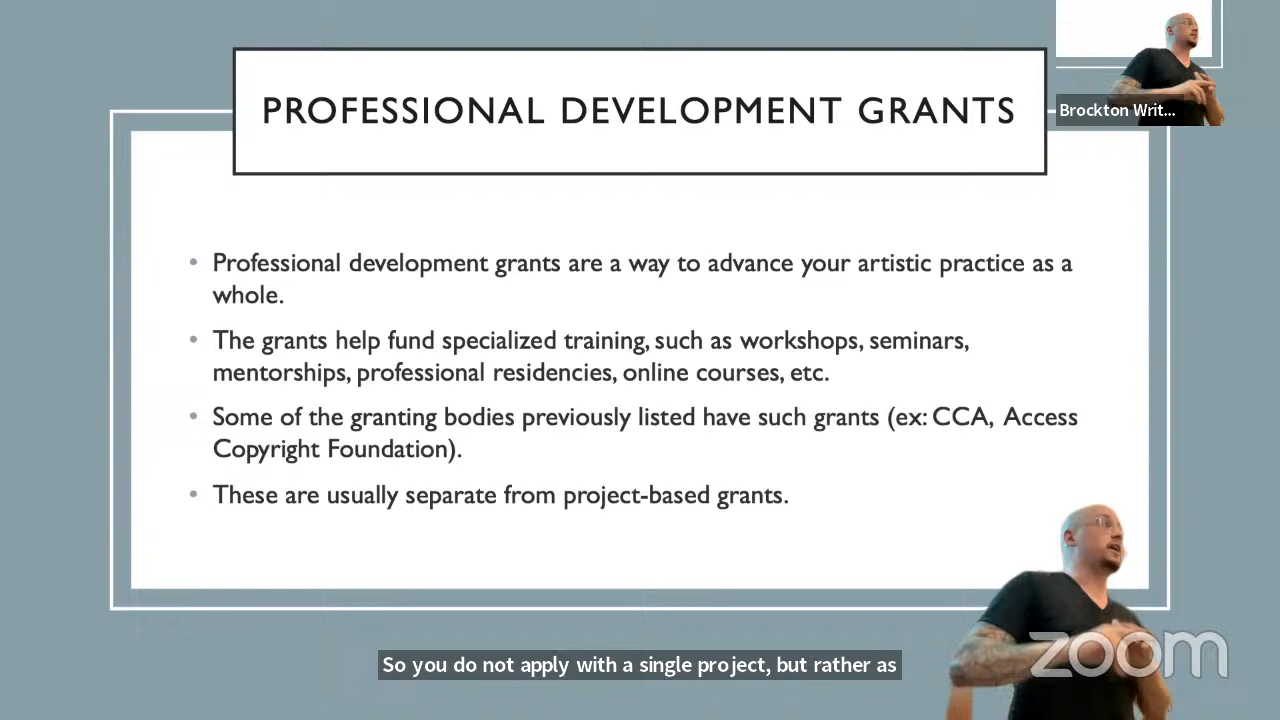 PROFESSIONAL DEVELOPMENT GRANTS
Brockton Writ...
• Professional development grants are a way to advance your artistic practice as a
whole.
• The grants help fund specialized training, such as workshops, seminars,
mentorships, professional residencies, online courses, etc.
• Some of the granting bodies previously listed have such grants (ex: CCA, Access
Copyright Foundation).
• These are usually separate from project-based grants.
zoom
So you do not apply with a single project, but rather as